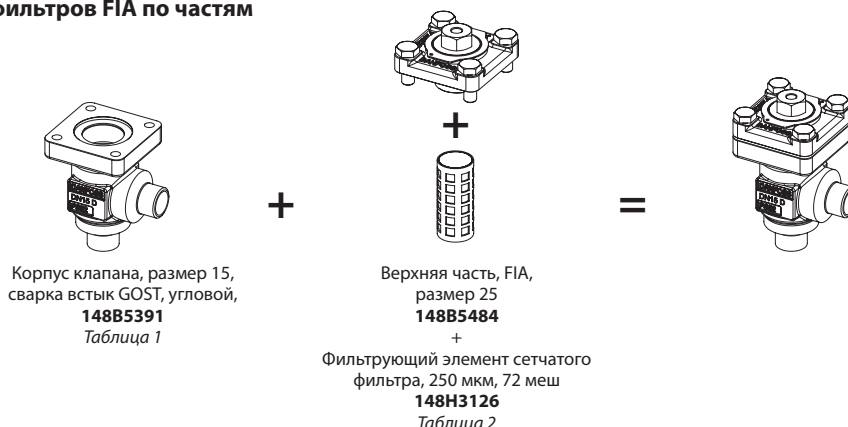 фильтров FIA по частям
+
+
=
DN15 D
Корпус клапана, размер 15,
сварка встык GOST, угловой,
148B5391
Таблица 1
Верхняя часть, FIA,
размер 25
148B5484
+
Фильтрующий элемент сетчатого
фильтра, 250 мкм, 72 меш
148H3126
Таблица 2